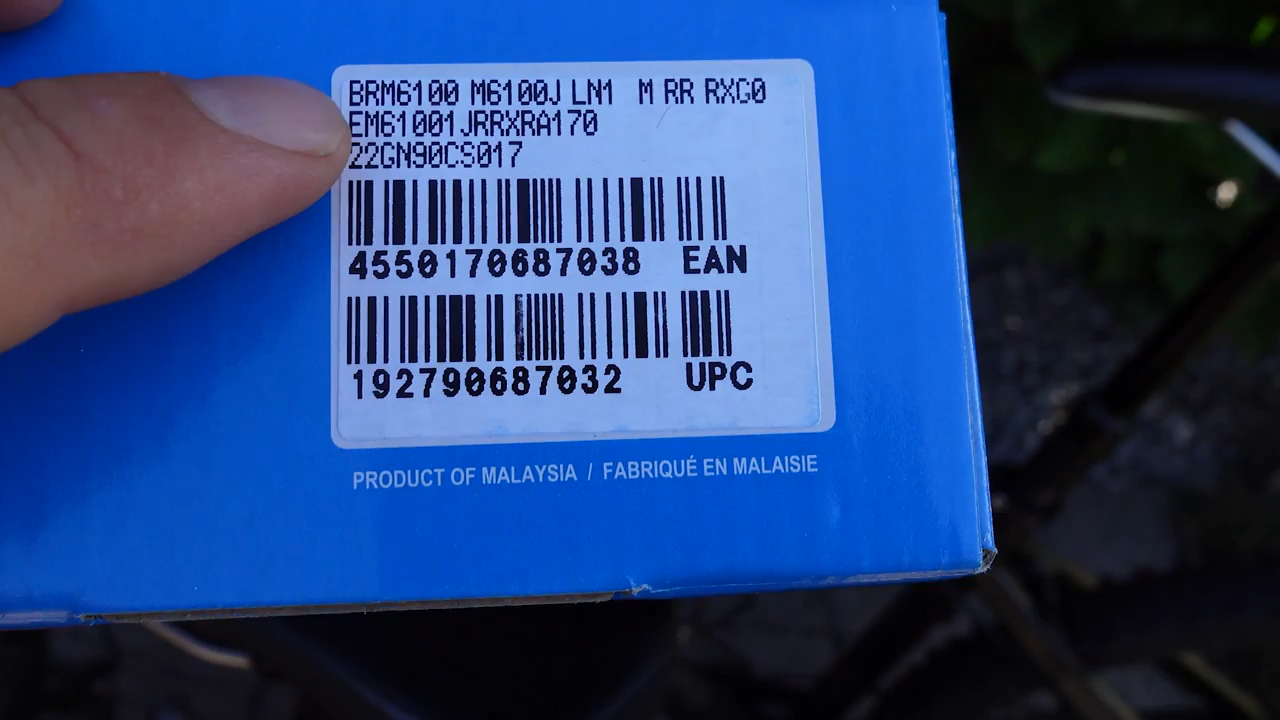 BRM6100 M6100J LN1 M RR RXG0
EM61001JRRXRA170
22GN90CS017
4550170687038 EAN
192790687032 UPC
PRODUCT OF MALAYSIA / FABRIQUÉ EN MALAISIE